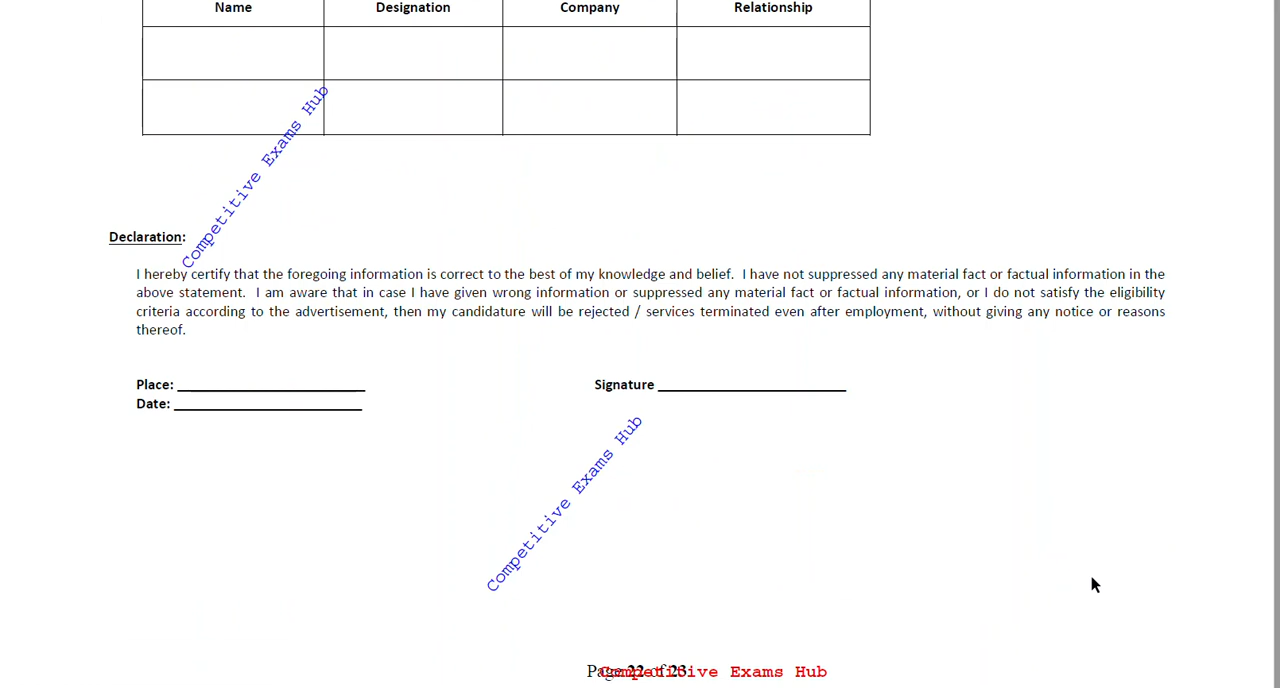 Name Designation Company Relationship
Competitive Exams Hub
Declaration:
I hereby certify that the foregoing information is correct to the best of my knowledge and belief. I have not suppressed any material fact or factual information in the
above statement. I am aware that in case I have given wrong information or suppressed any material fact or factual information, or I do not satisfy the eligibility
criteria according to the advertisement, then my candidature will be rejected / services terminated even after employment, without giving any notice or reasons
thereof.
Place: Signature
Date:
Competitive Exams Hub
Page 22 of 23
Competitive Exams Hub